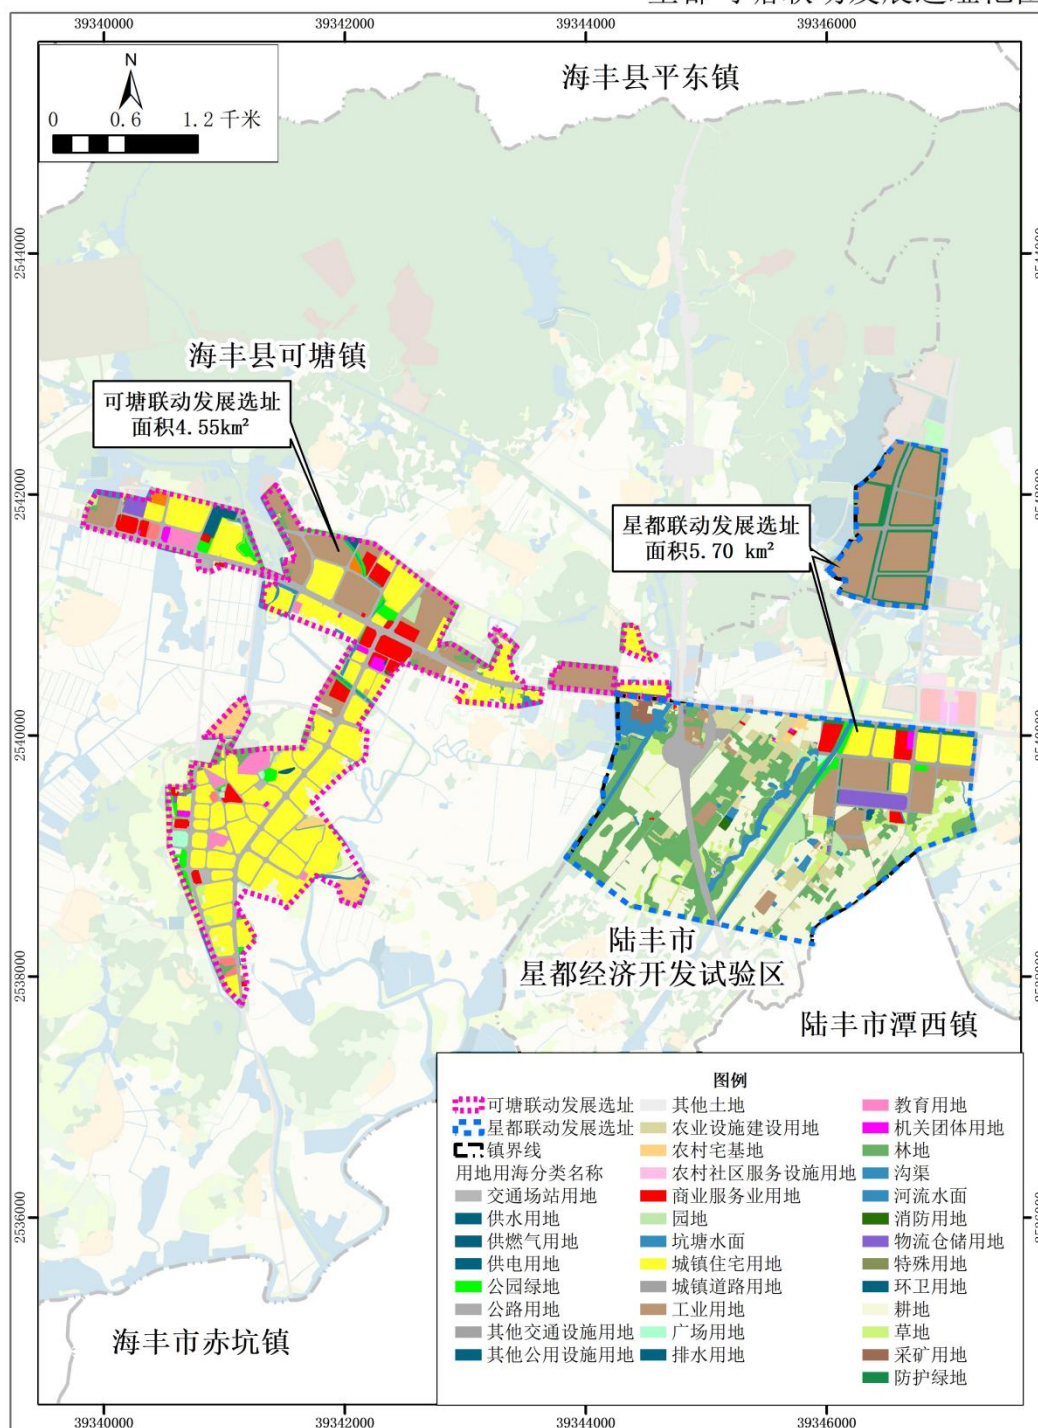 39340000
39342000
39344000
39346000
N
0 0.6 1.2 千米
海丰县平东镇
2544000
海丰县可塘镇
可塘联动发展选址
面积4.55km²
2542000
星都联动发展选址
面积5.70 km²
2540000
陆丰市
星都经济开发试验区
2538000
陆丰市潭西镇
图例
可塘联动发展选址
星都联动发展选址
镇界线
用地用海分类名称
交通场站用地
供水用地
供燃气用地
供电用地
公园绿地
公路用地
其他交通设施用地
其他公用设施用地
其他土地
农业设施建设用地
农村宅基地
农村社区服务设施用地
商业服务业用地
园地
坑塘水面
城镇住宅用地
城镇道路用地
工业用地
广场用地
排水用地
教育用地
机关团体用地
林地
沟渠
河流水面
消防用地
物流仓储用地
特殊用地
环卫用地
耕地
草地
采矿用地
防护绿地
2536000
海丰市赤坑镇
39340000
39342000
39344000
39346000